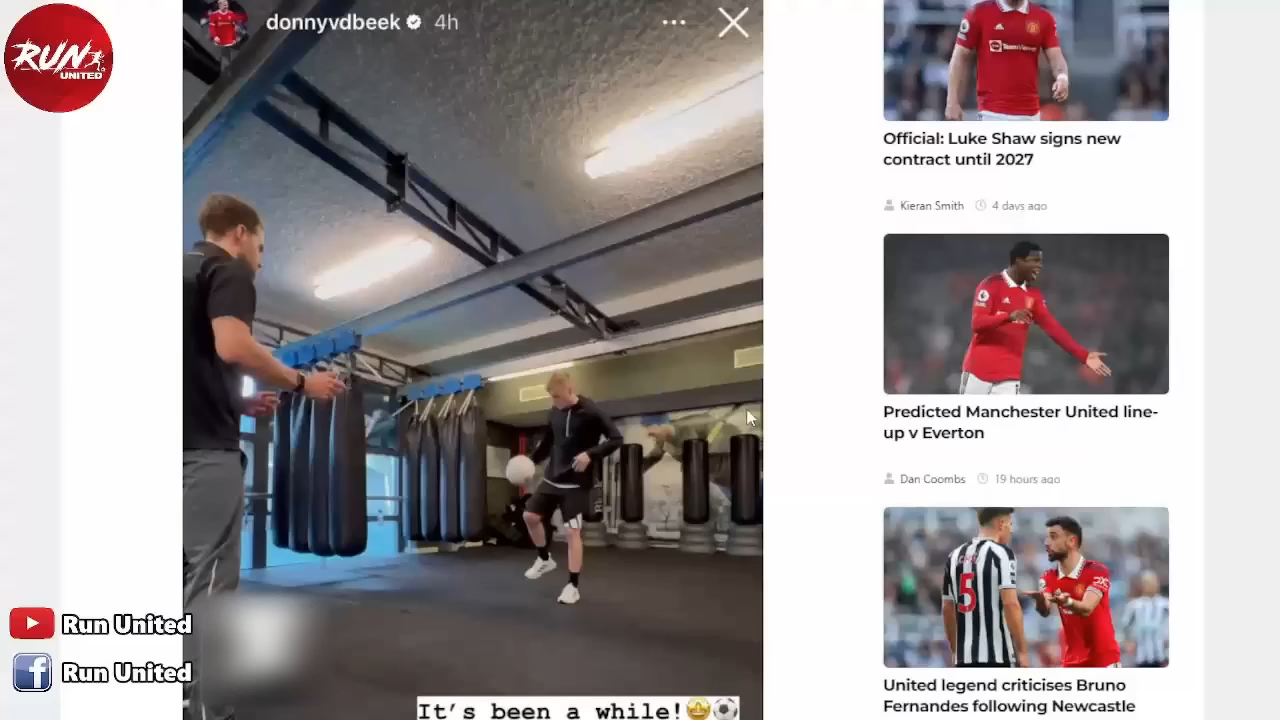 RUN
UNITED
donnyvdbeek 4h
It's been a while!🤩⚽
Run United
Run United
TeamViewer
Official: Luke Shaw signs new
contract until 2027
Kieran Smith 4 days ago
Predicted Manchester United line-
up v Everton
Dan Coombs 19 hours ago
5
United legend criticises Bruno
Fernandes following Newcastle